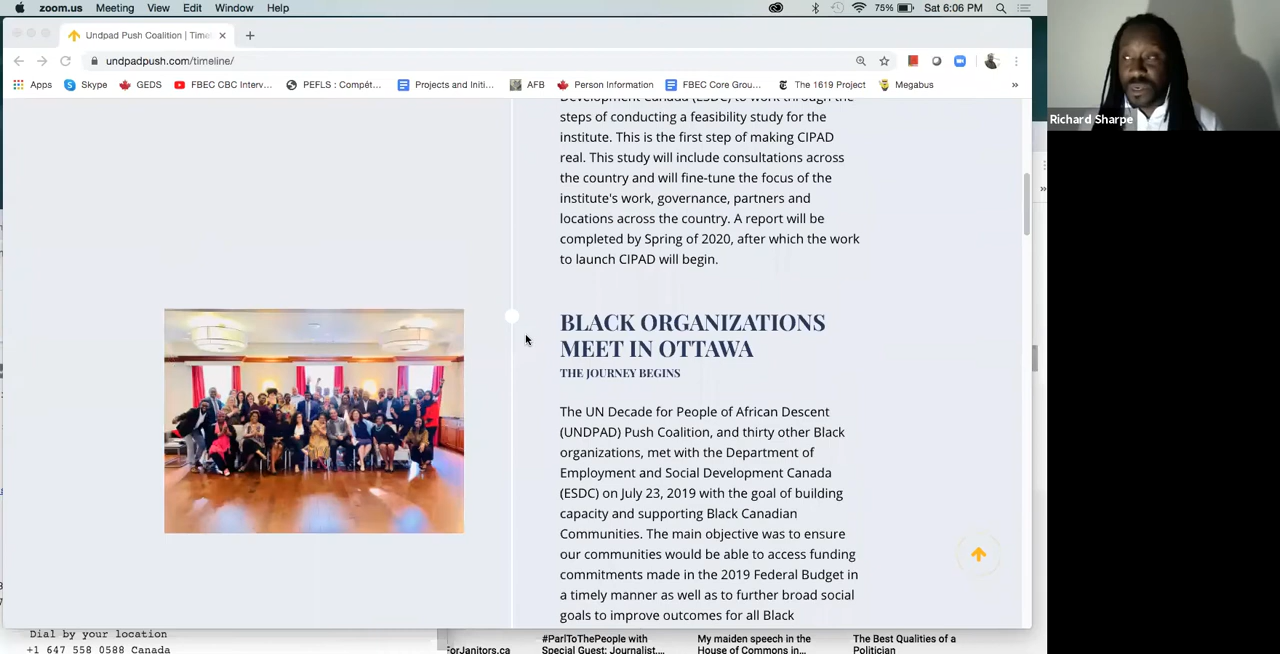 zoom.us Meeting View Edit Window Help 75% Sat 6:06 PM
Undpad Push Coalition | Time
undpadpush.com/timeline/
Apps Skype GEDS FBEC CBC Interv... PEFLS : Compét... Projects and Initi... AFB Person Information FBEC Core Grou... The 1619 Project Megabus »
Richard Sharpe
Development Canada (ESDC) to work through the
steps of conducting a feasibility study for the
institute. This is the first step of making CIPAD
real. This study will include consultations across
the country and will fine-tune the focus of the
institute's work, governance, partners and
locations across the country. A report will be
completed by Spring of 2020, after which the work
to launch CIPAD will begin.
BLACK ORGANIZATIONS
MEET IN OTTAWA
THE JOURNEY BEGINS
The UN Decade for People of African Descent
(UNDPAD) Push Coalition, and thirty other Black
organizations, met with the Department of
Employment and Social Development Canada
(ESDC) on July 23, 2019 with the goal of building
capacity and supporting Black Canadian
Communities. The main objective was to ensure
our communities would be able to access funding
commitments made in the 2019 Federal Budget in
a timely manner as well as to further broad social
goals to improve outcomes for all Black
Dial by your location
+1 647 558 0588 Canada
ForJanitors.ca
#ParlToThePeople with
Special Guest: Journalist,...
My maiden speech in the
House of Commons in...
The Best Qualities of a
Politician